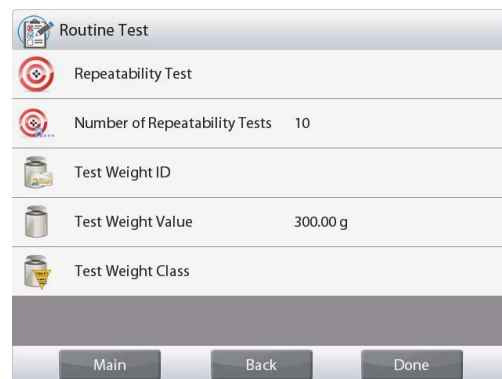 Routine Test
Repeatability Test
Number of Repeatability Tests 10
Test Weight ID
Test Weight Value 300.00 g
Test Weight Class
Main Back Done